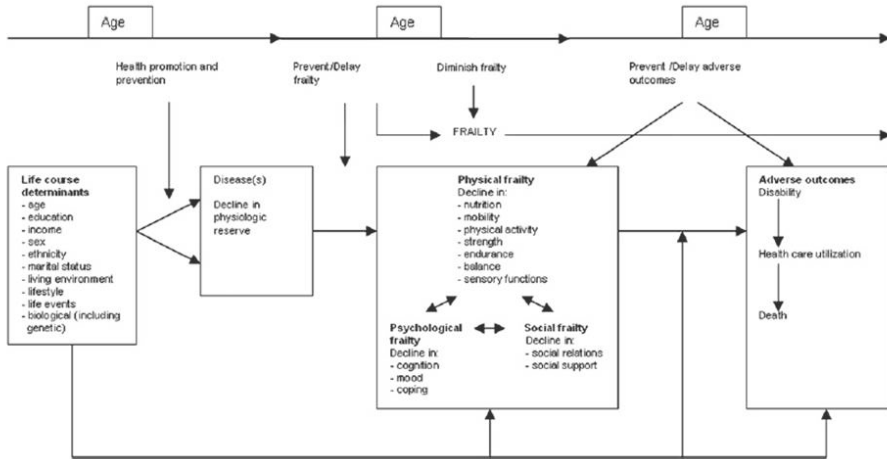 Age
Age
Age
Health promotion and
prevention
Prevent/Delay
frailty
Diminish frailty
Prevent /Delay adverse
outcomes
FRAILTY
Life course
determinants
- age
- education
- income
- sex
- ethnicity
- marital status
- living environment
- lifestyle
- life events
- biological (including
genetic)
Disease(s)
Decline in
physiologic
reserve
Physical frailty
Decline in:
- nutrition
- mobility
- physical activity
- strength
- endurance
- balance
- sensory functions
Psychological
frailty
Decline in:
- cognition
- mood
- coping
Social frailty
Decline in:
- social relations
- social support
Adverse outcomes
Disability
Health care utilization
Death